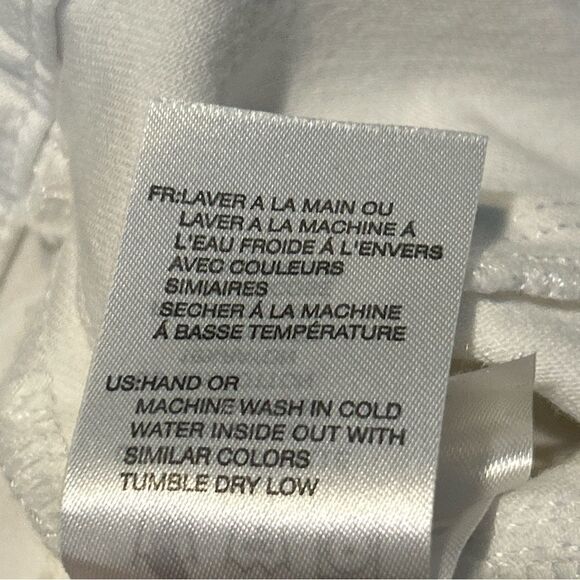 FR:LAVER A LA MAIN OU
LAVER A LA MACHINE Á
L'EAU FROIDE Á L'ENVERS
AVEC COULEURS
SIMIAIRES
SECHER Á LA MACHINE
Á BASSE TEMPÉRATURE
US:HAND OR
MACHINE WASH IN COLD
WATER INSIDE OUT WITH
SIMILAR COLORS
TUMBLE DRY LOW